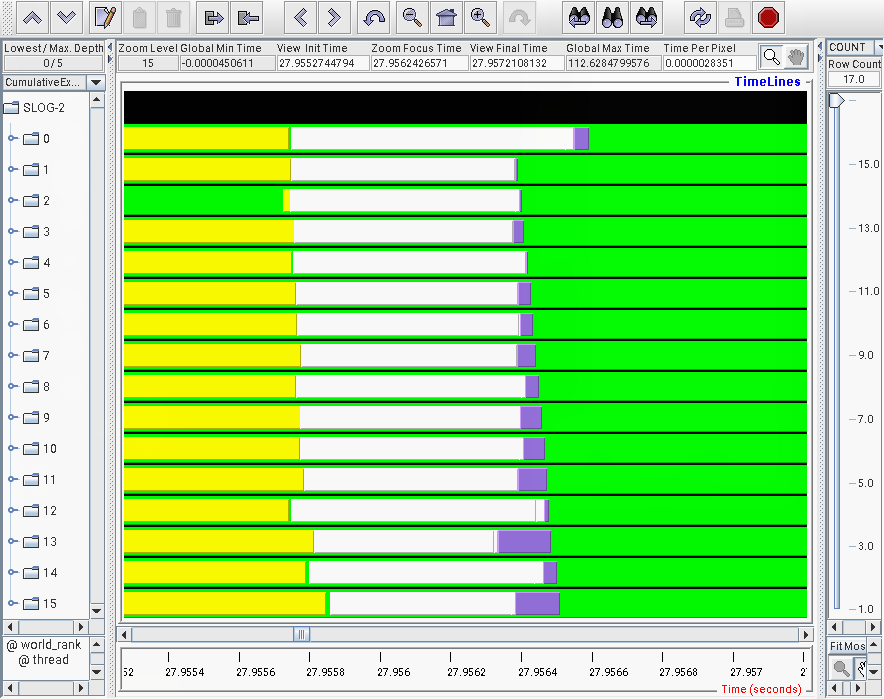 Lowest / Max. Depth Zoom Level Global Min Time View Init Time Zoom Focus Time View Final Time Global Max Time Time Per Pixel COUNT
0 / 5 15 -0.0000450611 27.9552744794 27.9562426571 27.9572108132 112.6284799576 0.0000028351 Row Count
17.0
CumulativeEx... TimeLines
SLOG-2
0
1
2
3
4
5
6
7
8
9
10
11
12
13
14
15
15.0
13.0
11.0
9.0
7.0
5.0
3.0
1.0
@ world_rank
@ thread
Fit Mos
52 27.9554 27.9556 27.9558 27.956 27.9562 27.9564 27.9566 27.9568 27.957 2
Time (seconds)